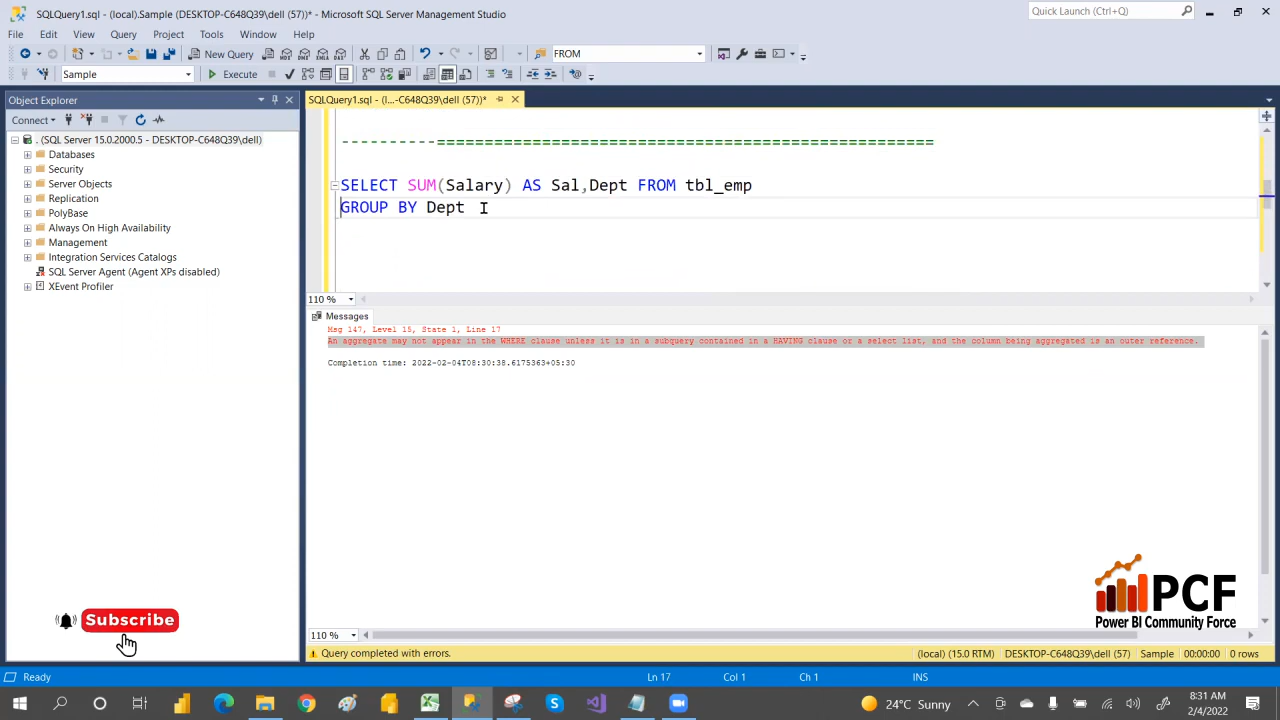 SQLQuery1.sql - (local).Sample (DESKTOP-C648Q39\dell (57))* - Microsoft SQL Server Management Studio
Quick Launch (Ctrl+Q)
File Edit View Query Project Tools Window Help
New Query
FROM
Sample
Execute
Object Explorer
SQLQuery1.sql - (l...-C648Q39\dell (57))*
Connect
. (SQL Server 15.0.2000.5 - DESKTOP-C648Q39\dell)
Databases
Security
Server Objects
Replication
PolyBase
Always On High Availability
Management
Integration Services Catalogs
SQL Server Agent (Agent XPs disabled)
XEvent Profiler
SELECT SUM(Salary) AS Sal,Dept FROM tbl_emp
GROUP BY Dept
110 %
Messages
Msg 147, Level 15, State 1, Line 17
An aggregate may not appear in the WHERE clause unless it is in a subquery contained in a HAVING clause or a select list, and the column being aggregated is an outer reference.
Completion time: 2022-02-04T08:30:38.6175363+05:30
PCF
Power BI Community Force
Subscribe
110 %
Query completed with errors.
(local) (15.0 RTM) DESKTOP-C648Q39\dell (57) Sample 00:00:00 0 rows
Ready
Ln 17 Col 1 Ch 1 INS
24°C Sunny
8:31 AM
2/4/2022